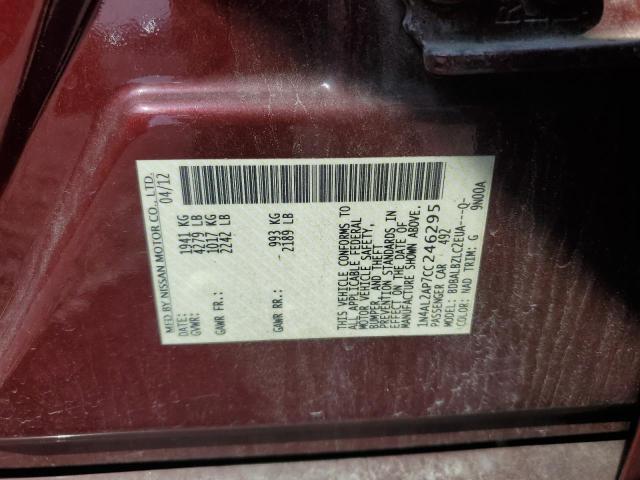 MFD BY NISSAN MOTOR CO., LTD.
DATE: 04/12
GVWR: 1941 KG
4279 LB
GAWR FR: 1017 KG
2242 LB
GAWR RR: 993 KG
2189 LB
THIS VEHICLE CONFORMS TO
ALL APPLICABLE FEDERAL
MOTOR VEHICLE SAFETY,
BUMPER, AND THEFT
PREVENTION STANDARDS IN
EFFECT ON THE DATE OF
MANUFACTURE SHOWN ABOVE.
1N4AL2AP7CC246295
PASSENGER CAR 492
MODEL: BDBALBZLC2EUA---Q-
COLOR: NAD TRIM: G 9N00A